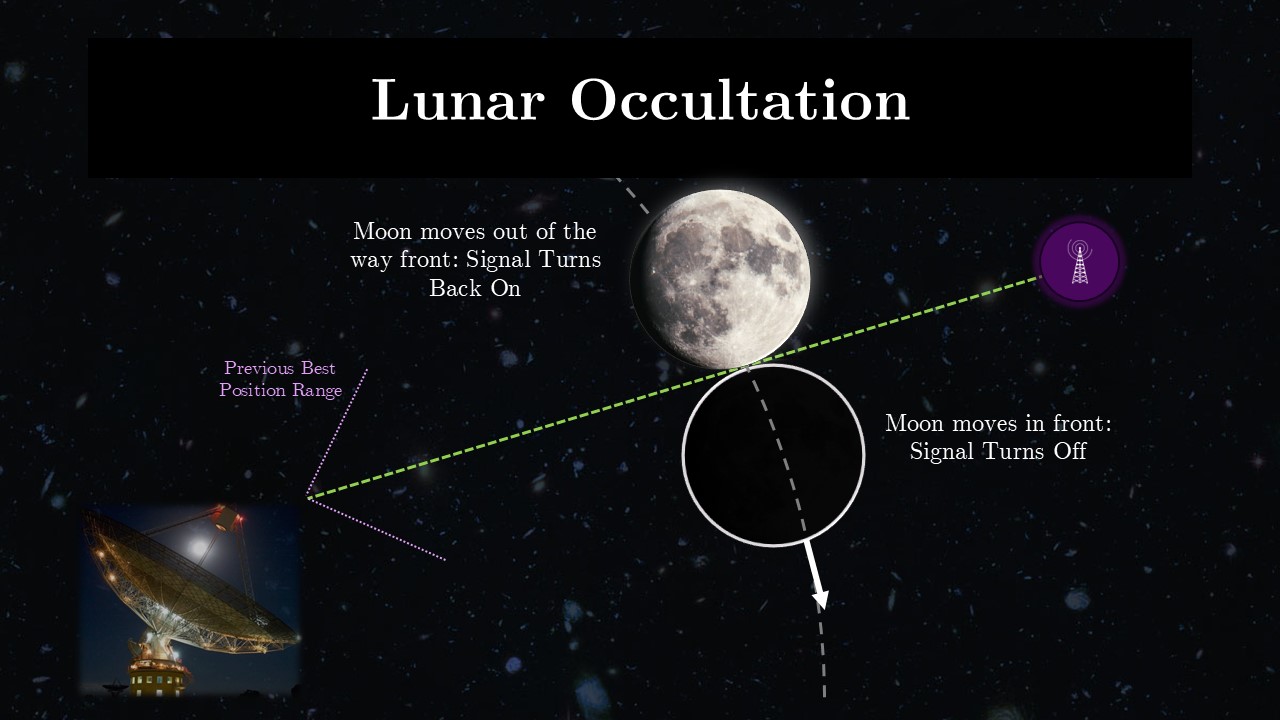 Lunar Occultation
Moon moves out of the
way front: Signal Turns
Back On
Previous Best
Position Range
Moon moves in front:
Signal Turns Off